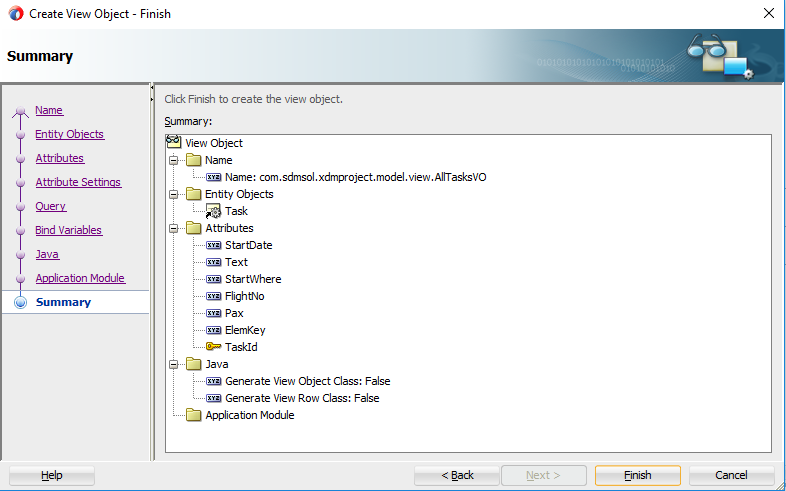 Create View Object - Finish
Summary
Name
Entity Objects
Attributes
Attribute Settings
Query
Bind Variables
Java
Application Module
Summary
Click Finish to create the view object.
Summary:
View Object
Name
Name: com.sdmsol.xdmproject.model.view.AllTasksVO
Entity Objects
Task
Attributes
StartDate
Text
StartWhere
FlightNo
Pax
ElemKey
TaskId
Java
Generate View Object Class: False
Generate View Row Class: False
Application Module
Help
< Back
Next >
Finish
Cancel